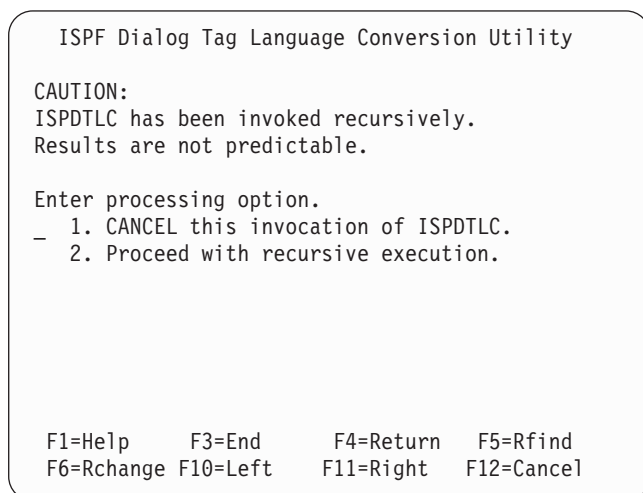 ISPF Dialog Tag Language Conversion Utility
CAUTION:
ISPDTLC has been invoked recursively.
Results are not predictable.
Enter processing option.
_ 1. CANCEL this invocation of ISPDTLC.
2. Proceed with recursive execution.
F1=Help F3=End F4=Return F5=Rfind
F6=Rchange F10=Left F11=Right F12=Cancel